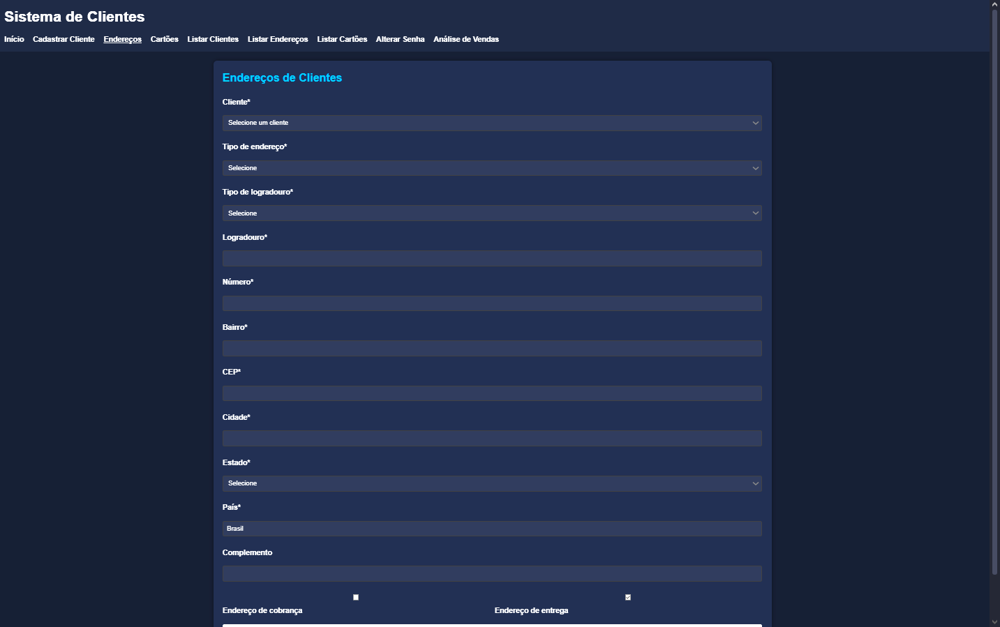 Sistema de Clientes
Início Cadastrar Cliente Endereços Cartões Listar Clientes Listar Endereços Listar Cartões Alterar Senha Análise de Vendas
Endereços de Clientes
Cliente*
Selecione um cliente
Tipo de endereço*
Selecione
Tipo de logradouro*
Selecione
Logradouro*
Número*
Bairro*
CEP*
Cidade*
Estado*
Selecione
País*
Brasil
Complemento
Endereço de cobrança Endereço de entrega